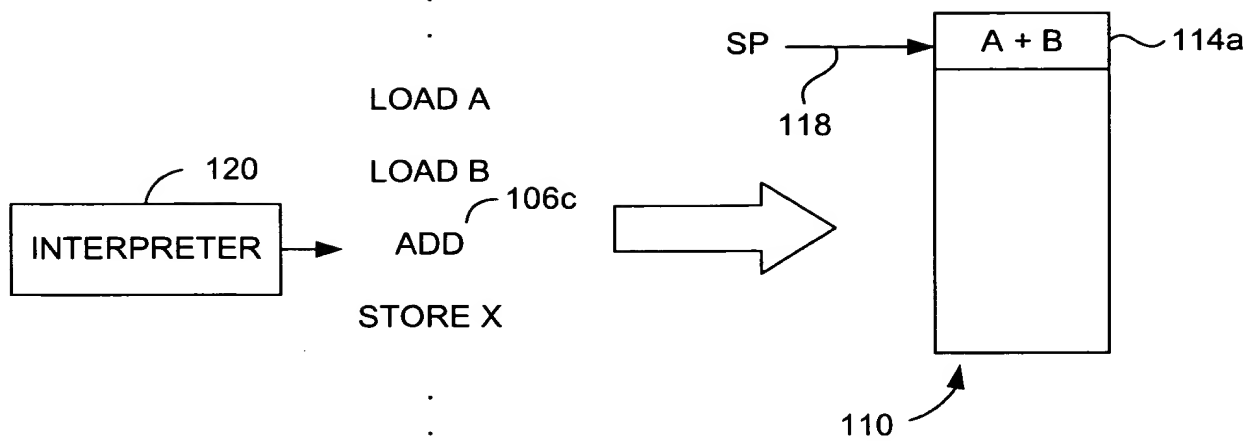 SP
A + B
114a
118
LOAD A
LOAD B
120
106c
INTERPRETER
ADD
STORE X
110